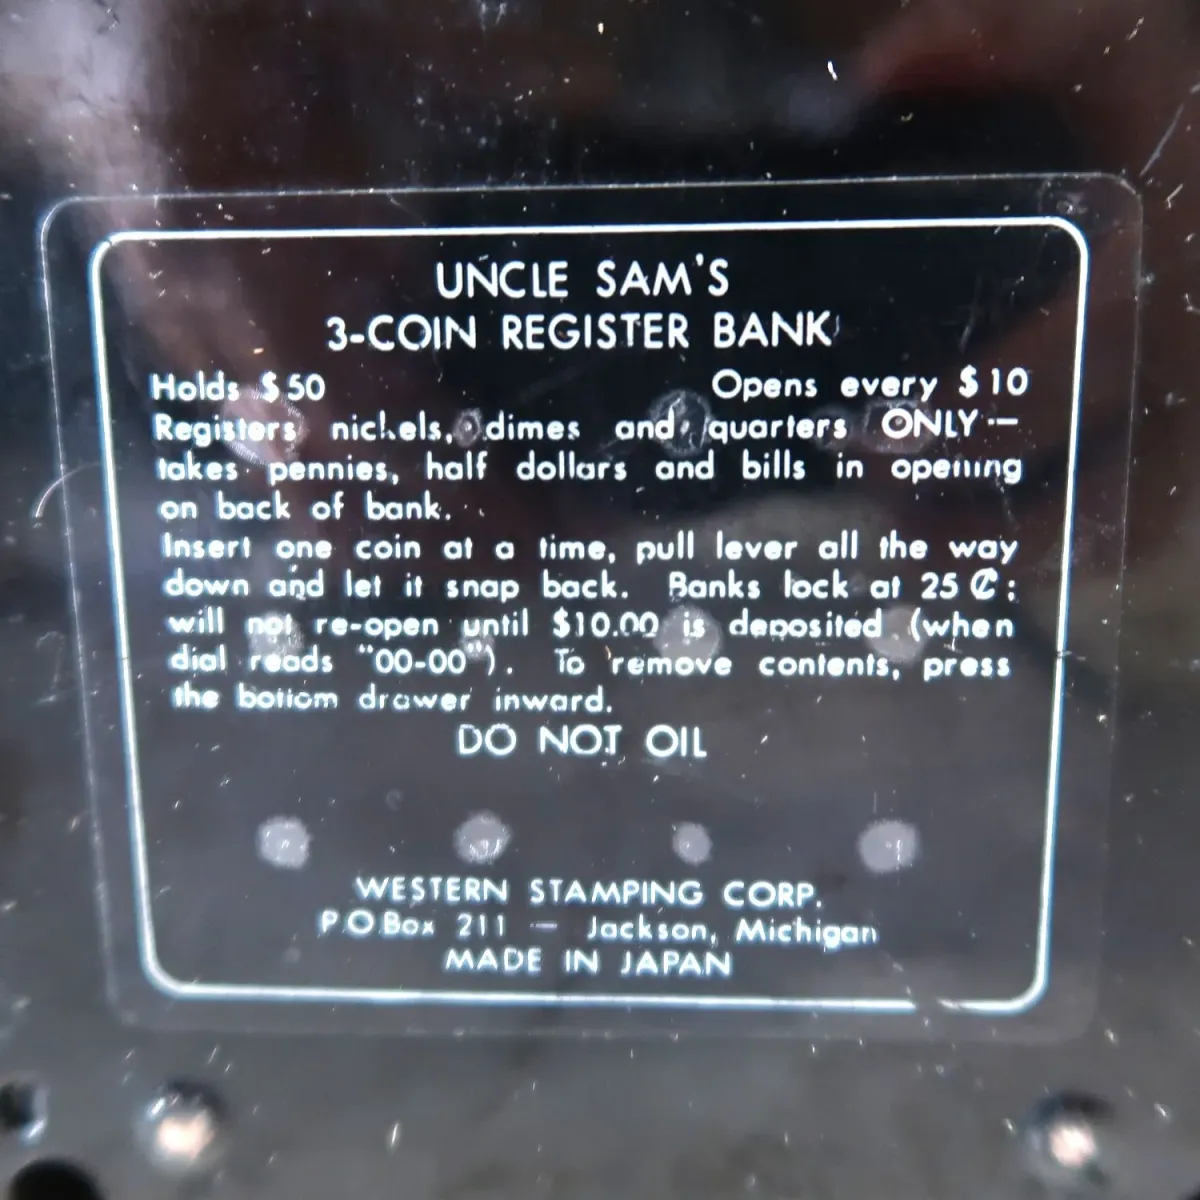 UNCLE SAM'S
3-COIN REGISTER BANK
Holds $50 Opens every $10
Registers nickels, dimes and quarters ONLY—
takes pennies, half dollars and bills in opening
on back of bank.
Insert one coin at a time, pull lever all the way
down and let it snap back. Banks lock at 25¢;
will not re-open until $10.00 is deposited (when
dial reads "00-00"). To remove contents, press
the bottom drawer inward.
DO NOT OIL
WESTERN STAMPING CORP.
P.O.Box 211 — Jackson, Michigan
MADE IN JAPAN